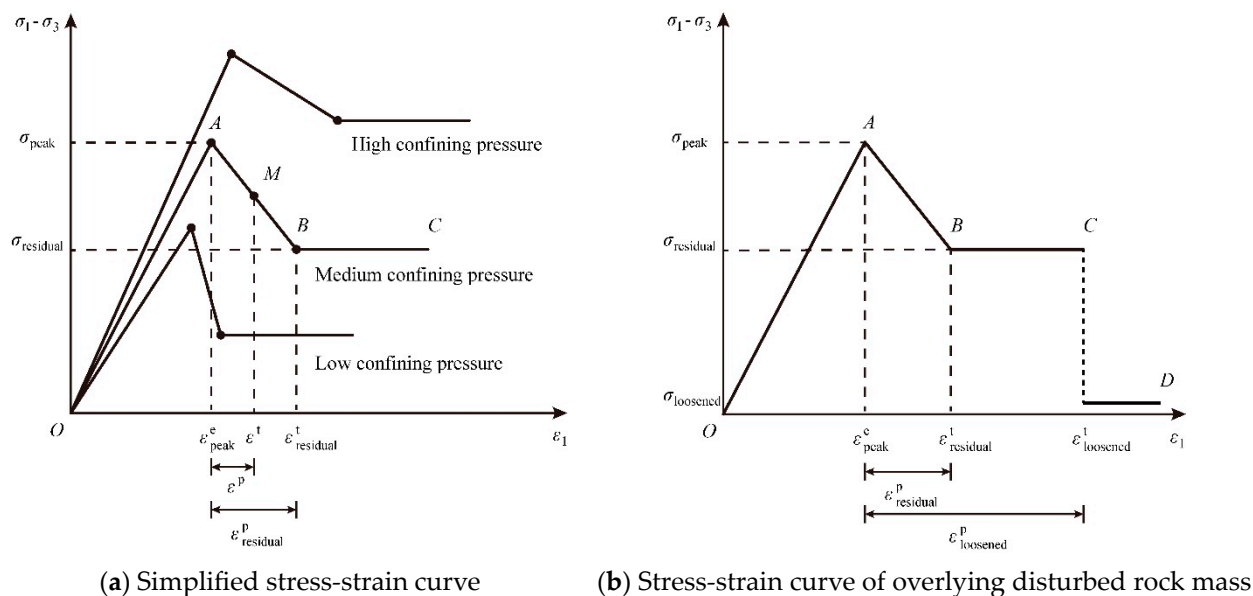 σ₁ - σ₃
High confining pressure
σpeak
A
M
B
C
σresidual
Medium confining pressure
Low confining pressure
O
ε₁
εᵉpeak
εᵗ
εᵗresidual
εᵖ
εᵖresidual
(a) Simplified stress-strain curve
σ₁ - σ₃
σpeak
A
B
C
σresidual
σloosened
D
O
ε₁
εᵉpeak
εᵗresidual
εᵗloosened
εᵖresidual
εᵖloosened
(b) Stress-strain curve of overlying disturbed rock mass